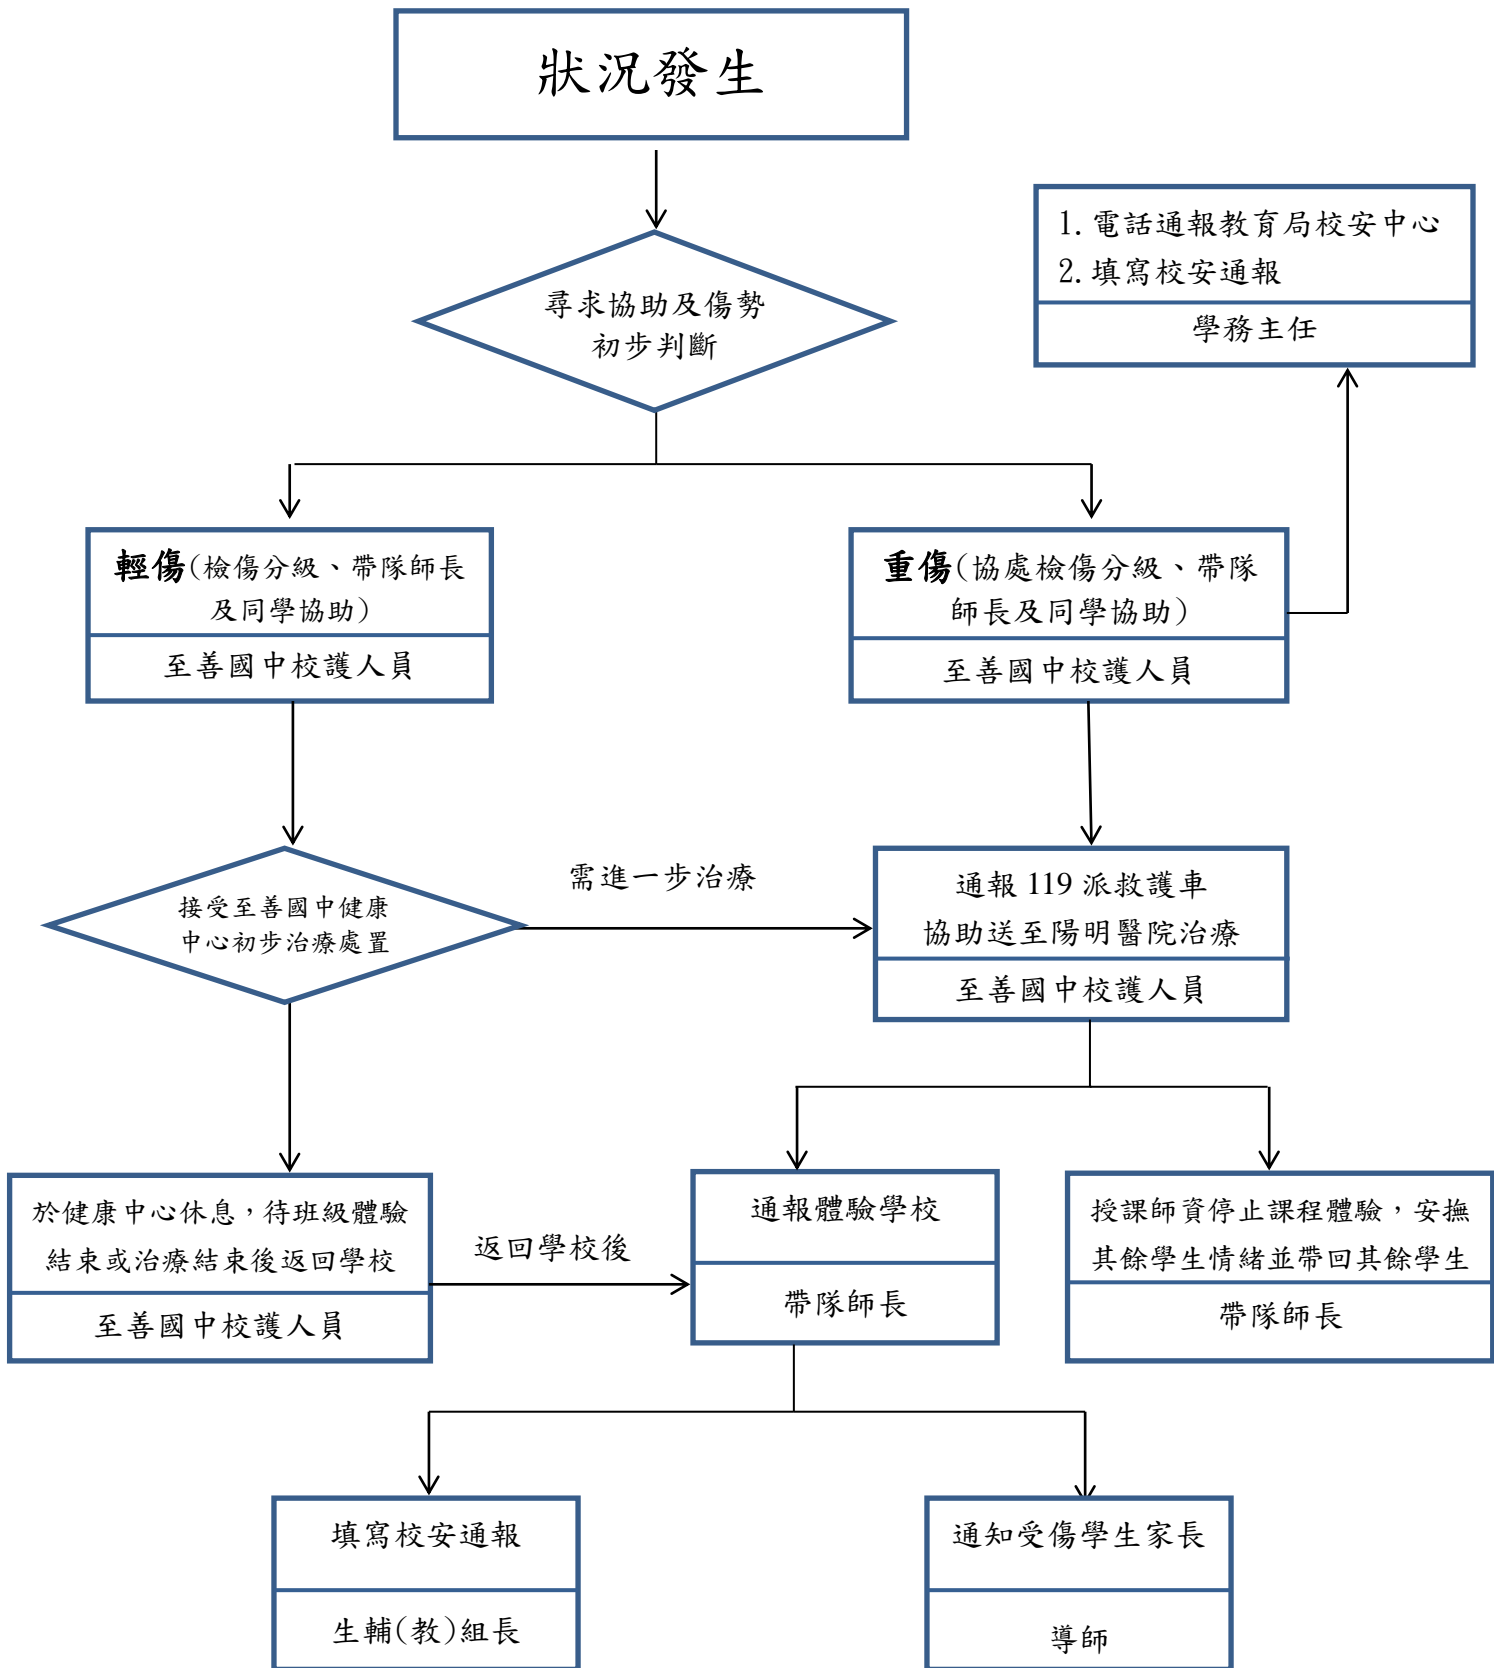 狀況發生
1. 電話通報教育局校安中心
2. 填寫校安通報
學務主任
尋求協助及傷勢
初步判斷
輕傷(檢傷分級、帶隊師長
及同學協助)
至善國中校護人員
重傷(協處檢傷分級、帶隊
師長及同學協助)
至善國中校護人員
接受至善國中健康
中心初步治療處置
需進一步治療
通報 119 派救護車
協助送至陽明醫院治療
至善國中校護人員
於健康中心休息，待班級體驗
結束或治療結束後返回學校
至善國中校護人員
返回學校後
通報體驗學校
帶隊師長
授課師資停止課程體驗，安撫
其餘學生情緒並帶回其餘學生
帶隊師長
填寫校安通報
生輔(教)組長
通知受傷學生家長
導師